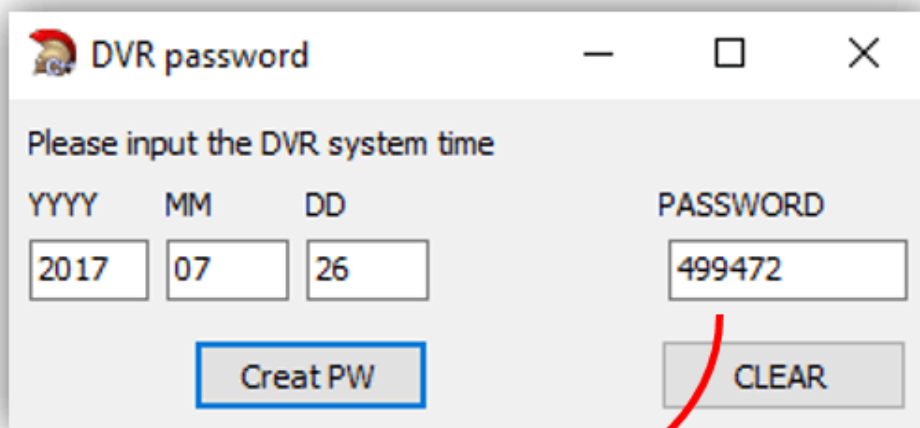 DVR password
Please input the DVR system time
YYYY MM DD PASSWORD
2017 07 26 499472
Creat PW CLEAR